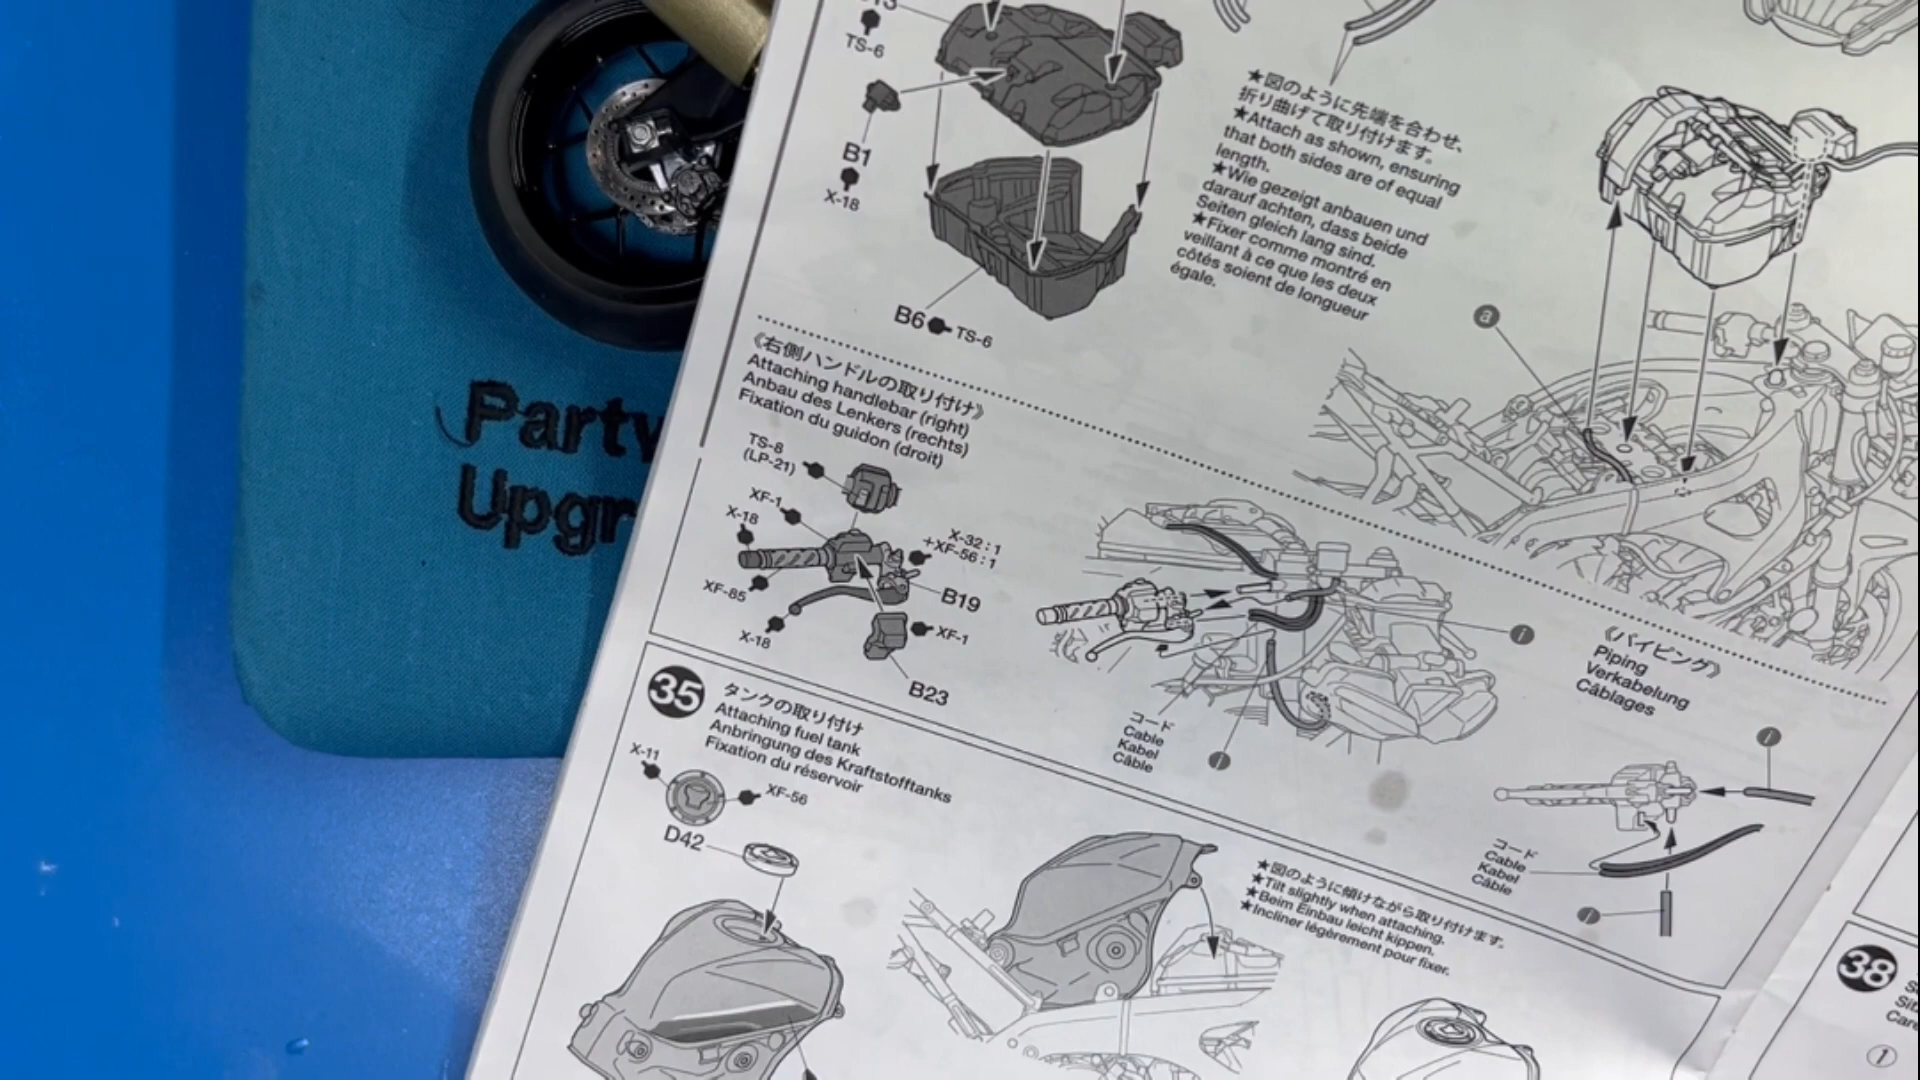 TS-6
B1
X-18
B6
TS-6
★図のように先端を合わせ、
折り曲げて取り付けます。
★Attach as shown, ensuring
that both sides are of equal
length.
★Wie gezeigt anbauen und
darauf achten, dass beide
Seiten gleich lang sind.
★Fixer comme montré en
veillant à ce que les deux
côtés soient de longueur
égale.
a
《右側ハンドルの取り付け》
Attaching handlebar (right)
Anbau des Lenkers (rechts)
Fixation du guidon (droit)
TS-8
(LP-21)
XF-1
X-18
X-32 : 1
+XF-56 : 1
XF-85
B19
X-18
XF-1
B23
コード
Cable
Kabel
Câble
i
i
《パイピング》
Piping
Verkabelung
Câblages
i
コード
Cable
Kabel
Câble
35
タンクの取り付け
Attaching fuel tank
Anbringung des Kraftstofftanks
Fixation du réservoir
X-11
XF-56
D42
★図のように傾けながら取り付けます。
★Tilt slightly when attaching.
★Beim Einbau leicht kippen.
★Incliner légèrement pour fixer.
38
①